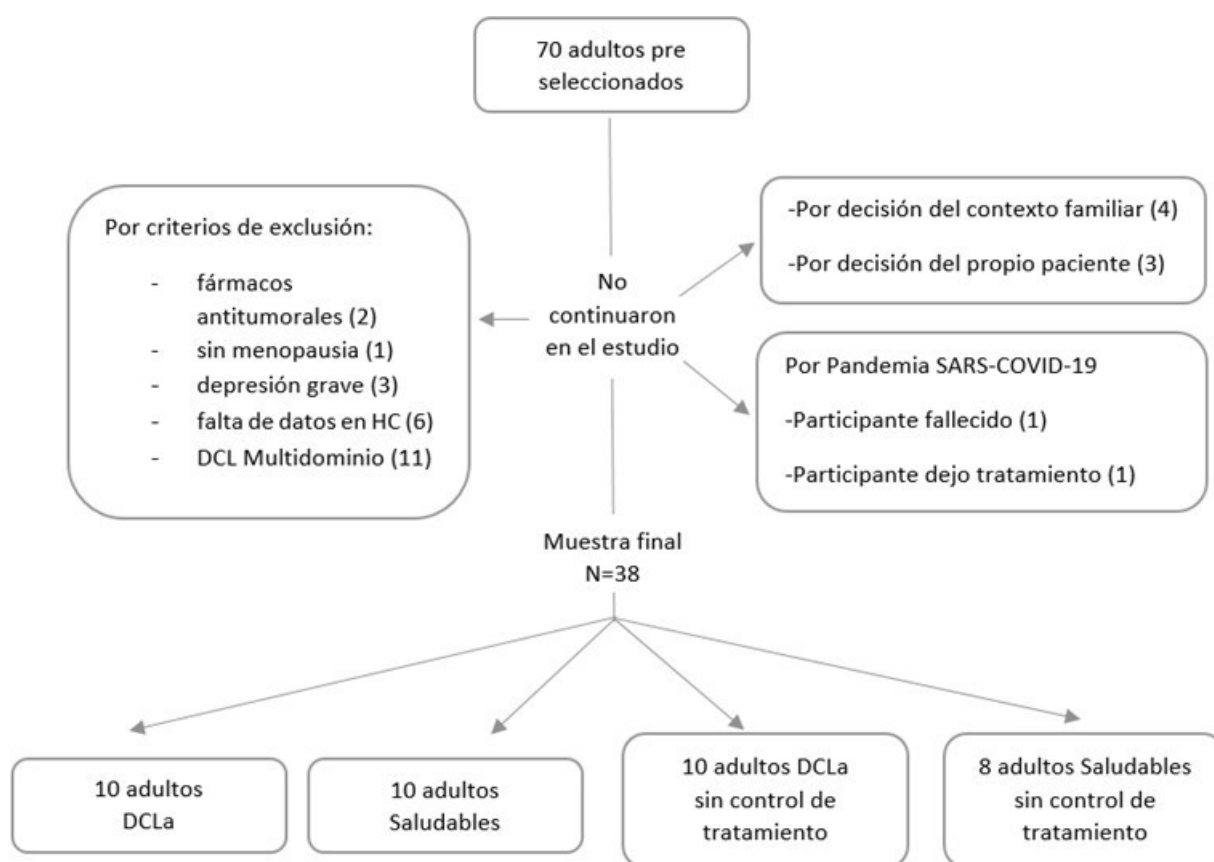 70 adultos pre
seleccionados
Por criterios de exclusión:
- fármacos
antitumorales (2)
- sin menopausia (1)
- depresión grave (3)
- falta de datos en HC (6)
- DCL Multidominio (11)
No
continuaron
en el estudio
-Por decisión del contexto familiar (4)
-Por decisión del propio paciente (3)
Por Pandemia SARS-COVID-19
-Participante fallecido (1)
-Participante dejo tratamiento (1)
Muestra final
N=38
10 adultos
DCLa
10 adultos
Saludables
10 adultos DCLa
sin control de
tratamiento
8 adultos Saludables
sin control de
tratamiento